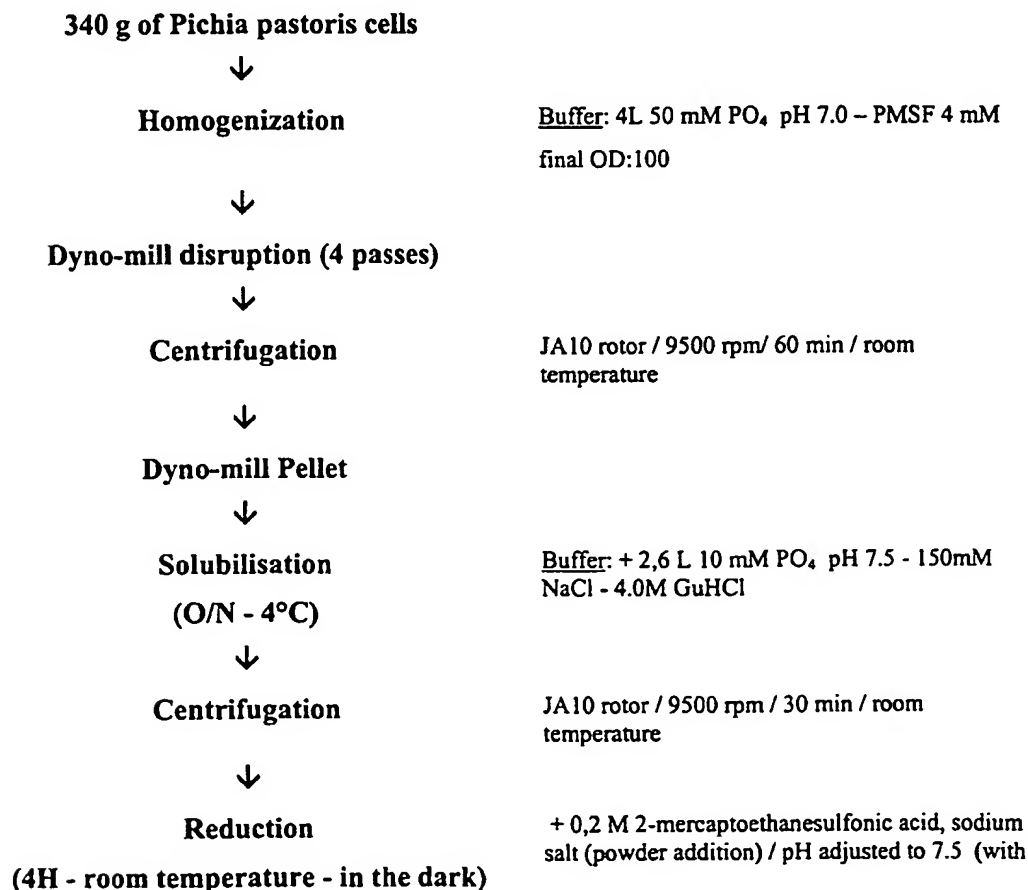 340 g of Pichia pastoris cells
↓
Homogenization
Buffer: 4L 50 mM PO₄ pH 7.0 – PMSF 4 mM
final OD:100
↓
Dyno-mill disruption (4 passes)
↓
Centrifugation
JA10 rotor / 9500 rpm/ 60 min / room
temperature
↓
Dyno-mill Pellet
↓
Solubilisation
(O/N - 4°C)
Buffer: + 2,6 L 10 mM PO₄ pH 7.5 - 150mM
NaCl - 4.0M GuHCl
↓
Centrifugation
JA10 rotor / 9500 rpm / 30 min / room
temperature
↓
Reduction
(4H - room temperature - in the dark)
+ 0,2 M 2-mercaptoethanesulfonic acid, sodium
salt (powder addition) / pH adjusted to 7.5 (with